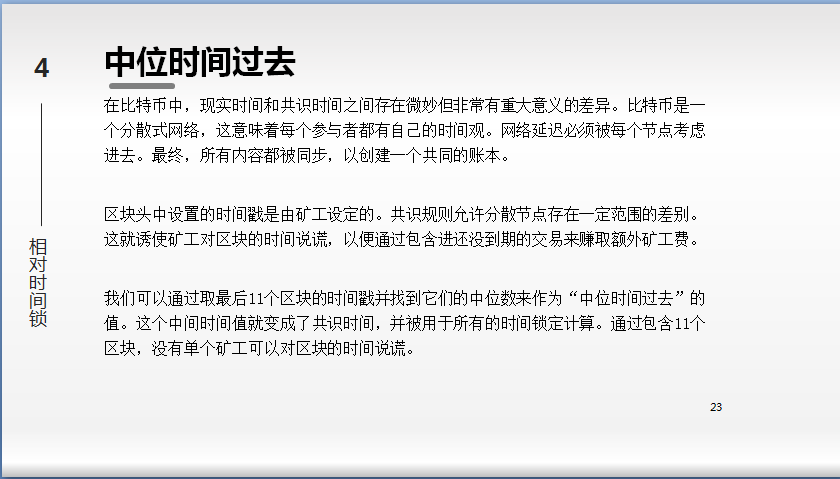 4
中位时间过去
在比特币中，现实时间和共识时间之间存在微妙但非常有重大意义的差异。比特币是一
个分散式网络，这意味着每个参与者都有自己的时间观。网络延迟必须被每个节点考虑
进去。最终，所有内容都被同步，以创建一个共同的账本。
区块头中设置的时间戳是由矿工设定的。共识规则允许分散节点存在一定范围的差别。
这就诱使矿工对区块的时间说谎，以便通过包含进还没到期的交易来赚取额外矿工费。
相对时间锁
我们可以通过取最后11个区块的时间戳并找到它们的中位数来作为“中位时间过去”的
值。这个中间时间值就变成了共识时间，并被用于所有的时间锁定计算。通过包含11个
区块，没有单个矿工可以对区块的时间说谎。
23